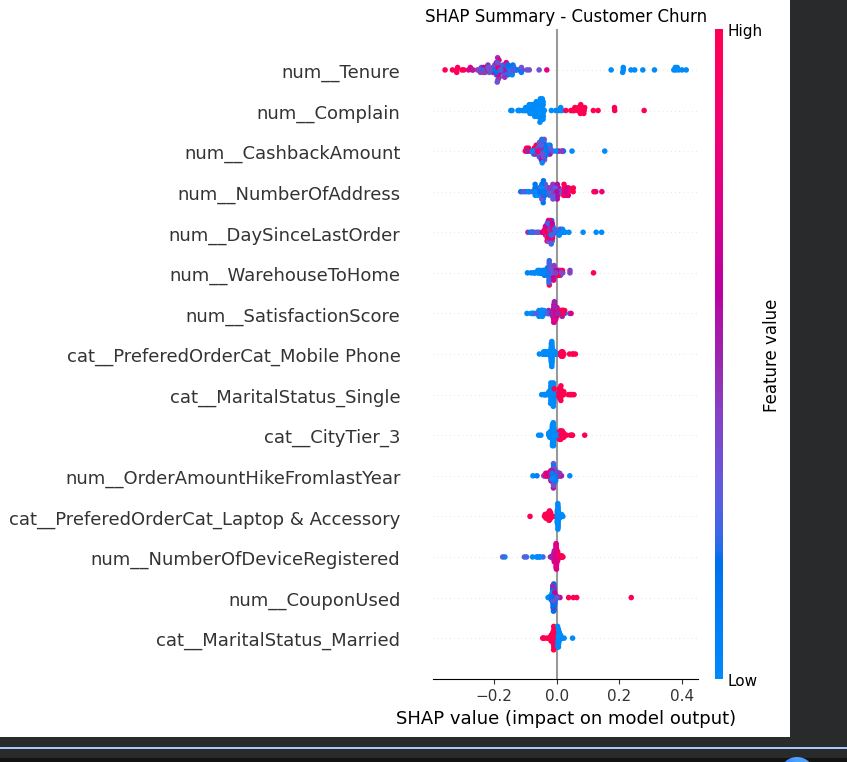 SHAP Summary - Customer Churn
High
num__Tenure
num__Complain
num__CashbackAmount
num__NumberOfAddress
num__DaySinceLastOrder
num__WarehouseToHome
num__SatisfactionScore
cat__PreferedOrderCat_Mobile Phone
cat__MaritalStatus_Single
cat__CityTier_3
num__OrderAmountHikeFromlastYear
cat__PreferedOrderCat_Laptop & Accessory
num__NumberOfDeviceRegistered
num__CouponUsed
cat__MaritalStatus_Married
Feature value
Low
−0.2 0.0 0.2 0.4
SHAP value (impact on model output)